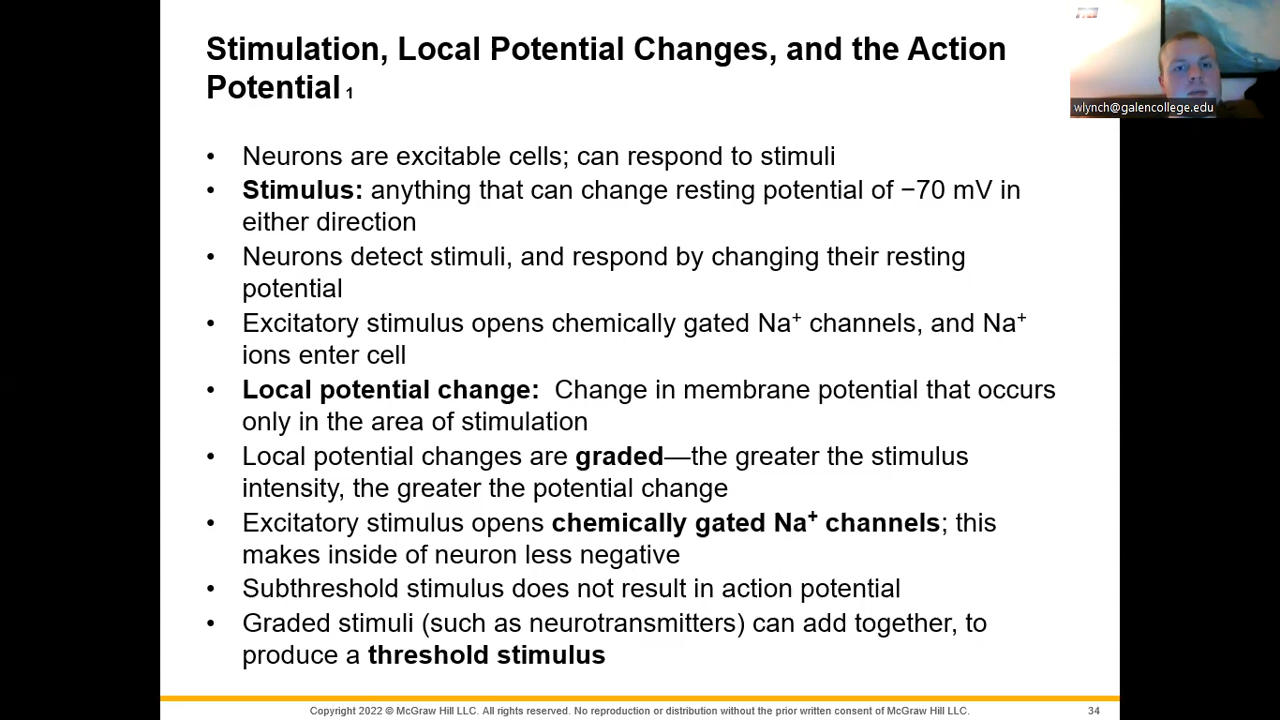 Stimulation, Local Potential Changes, and the Action
Potential 1
wlynch@galencollege.edu
• Neurons are excitable cells; can respond to stimuli
• Stimulus: anything that can change resting potential of −70 mV in
either direction
• Neurons detect stimuli, and respond by changing their resting
potential
• Excitatory stimulus opens chemically gated Na⁺ channels, and Na⁺
ions enter cell
• Local potential change: Change in membrane potential that occurs
only in the area of stimulation
• Local potential changes are graded—the greater the stimulus
intensity, the greater the potential change
• Excitatory stimulus opens chemically gated Na⁺ channels; this
makes inside of neuron less negative
• Subthreshold stimulus does not result in action potential
• Graded stimuli (such as neurotransmitters) can add together, to
produce a threshold stimulus
Copyright 2022 © McGraw Hill LLC. All rights reserved. No reproduction or distribution without the prior written consent of McGraw Hill LLC.
34